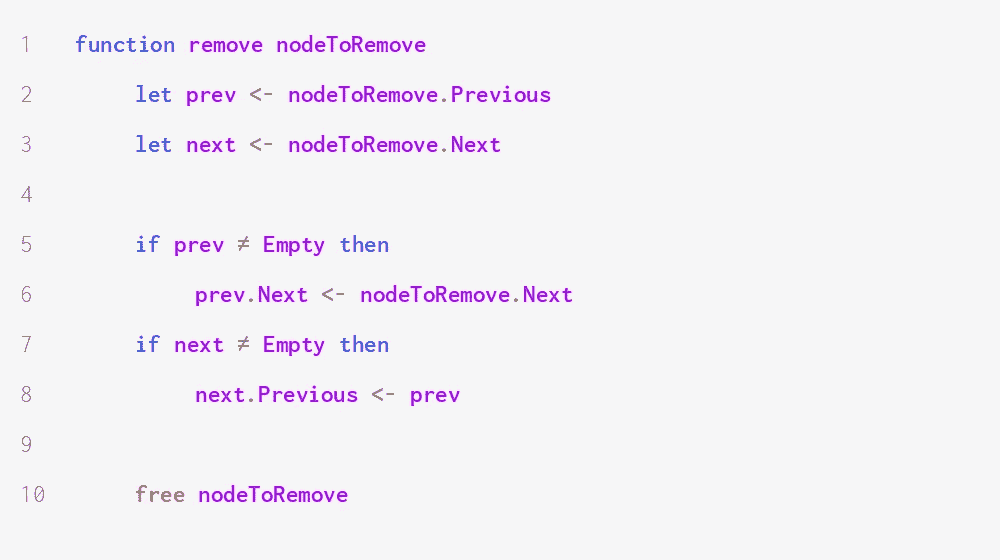 1 function remove nodeToRemove
2 let prev <- nodeToRemove.Previous
3 let next <- nodeToRemove.Next
4
5 if prev ≠ Empty then
6 prev.Next <- nodeToRemove.Next
7 if next ≠ Empty then
8 next.Previous <- prev
9
10 free nodeToRemove